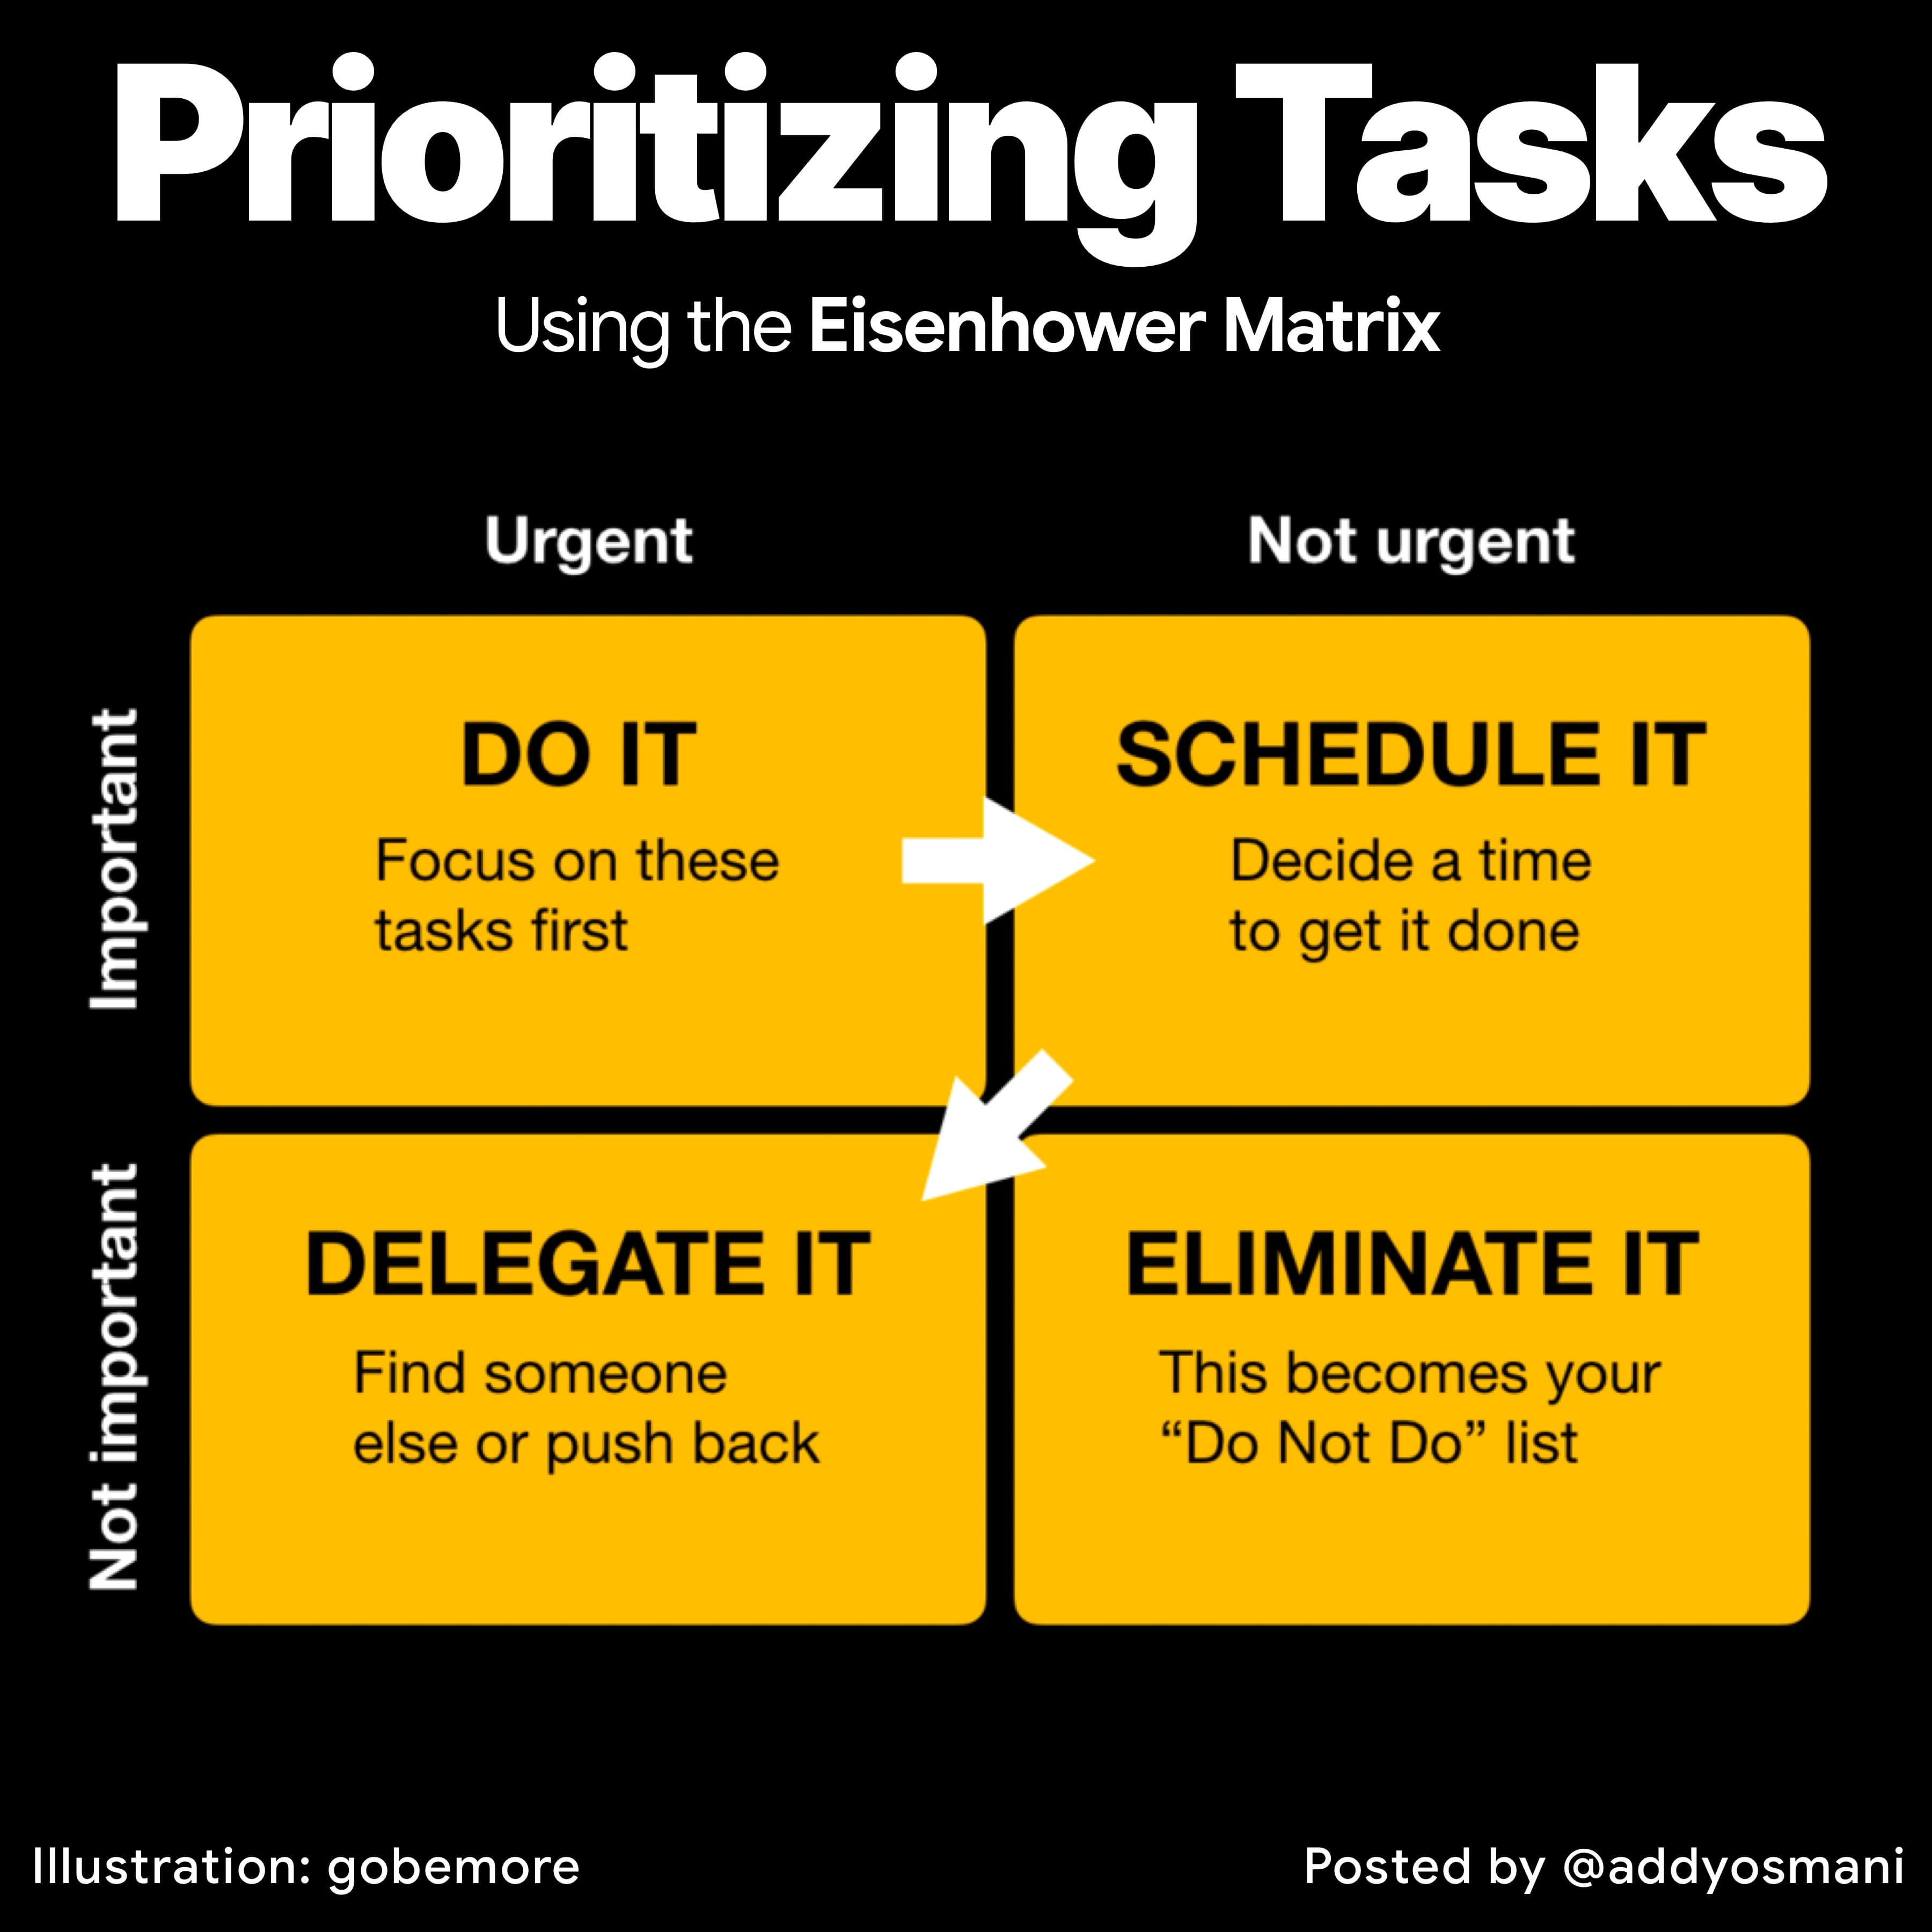 Prioritizing Tasks
Using the Eisenhower Matrix
Urgent
Not urgent
Important
DO IT
Focus on these
tasks first
SCHEDULE IT
Decide a time
to get it done
Not important
DELEGATE IT
Find someone
else or push back
ELIMINATE IT
This becomes your
“Do Not Do” list
Illustration: gobemore
Posted by @addyosmani